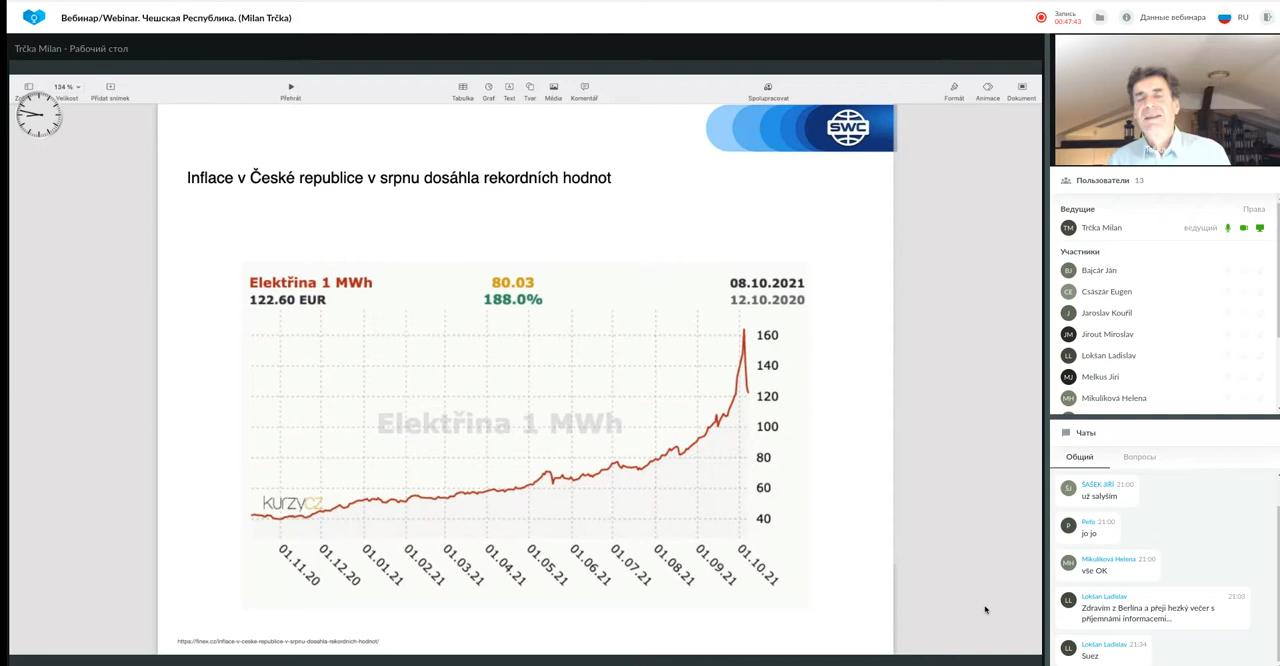 Вебинар/Webinar. Чешская Республика. (Milan Trčka)
Запись
00:47:43
Данные вебинара
RU
Trčka Milan - Рабочий стол
134 %
Velikost
Přidat snímek
Přehrát
Tabulka
Graf
Text
Tvar
Média
Komentář
Spolupracovat
Formát
Animace
Dokument
SWC
Inflace v České republice v srpnu dosáhla rekordních hodnot
Elektřina 1 MWh 80.03 08.10.2021
122.60 EUR 188.0% 12.10.2020
160
140
120
100
80
60
40
Elektřina 1 MWh
kurzycz
01.11.20
01.12.20
01.01.21
01.02.21
01.03.21
01.04.21
01.05.21
01.06.21
01.07.21
01.08.21
01.09.21
01.10.21
https://finex.cz/inflace-v-ceske-republice-v-srpnu-dosahla-rekordnich-hodnot/
Пользователи 13
Ведущие Права
TM Trčka Milan ведущий
Участники
BJ Bajcár Ján
CE Császár Eugen
J Jaroslav Kouřil
JM Jirout Miroslav
LL Lokšan Ladislav
MJ Melkus Jiri
MH Mikulíková Helena
Чаты
Общий Вопросы
ŠJ ŠAŠEK JIŘÍ 21:00
už salyším
P Peťo 21:00
jo jo
MH Mikulíková Helena 21:00
vše OK
LL Lokšan Ladislav 21:03
Zdravím z Berlína a přeji hezký večer s
příjemnámi informacemi...
LL Lokšan Ladislav 21:34
Suez